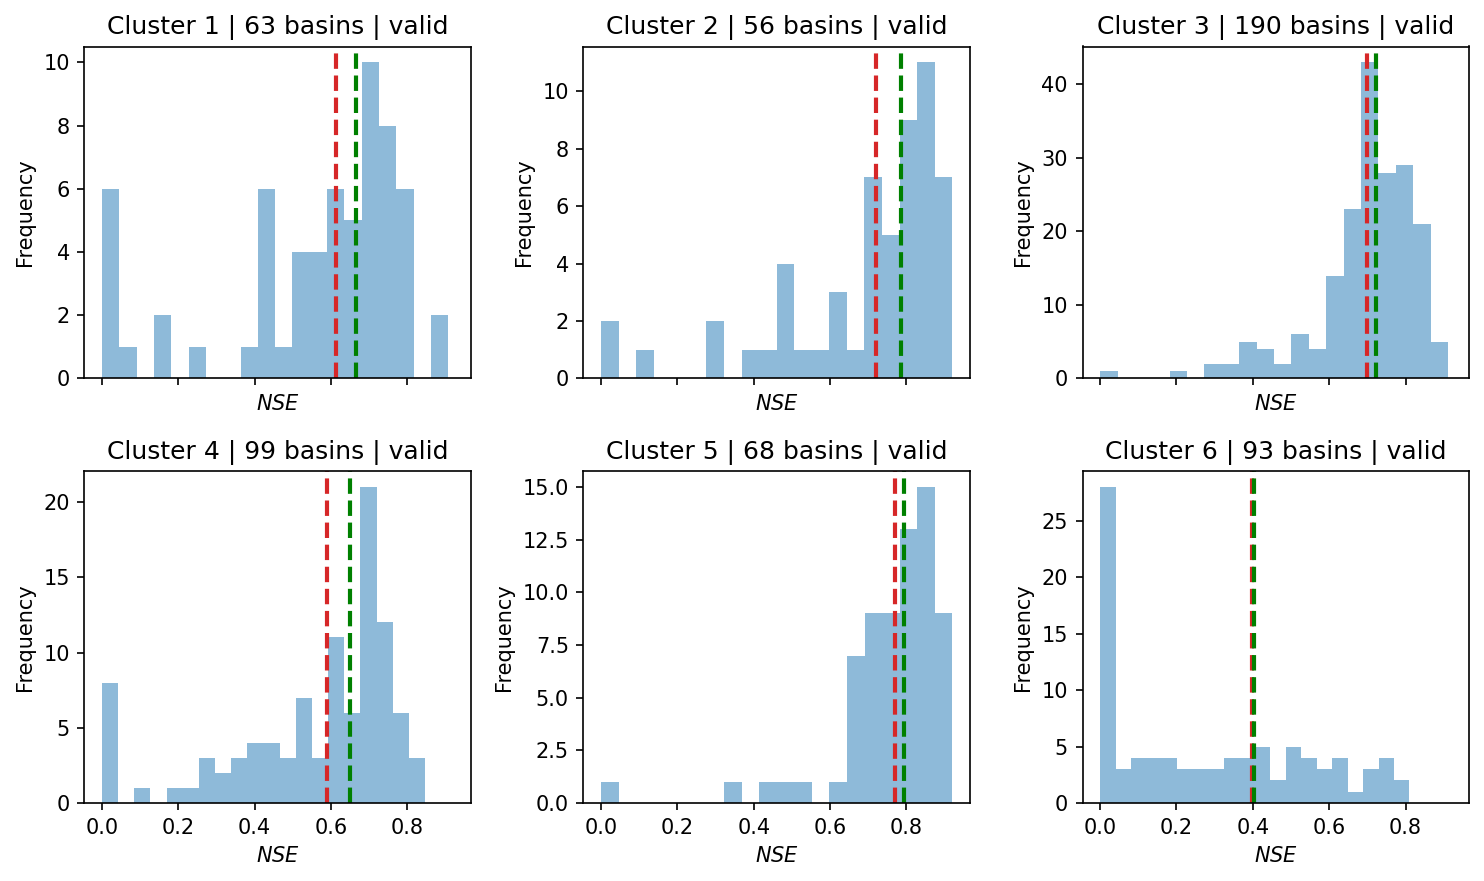 Cluster 1 | 63 basins | valid
10
8
6
4
2
0
Frequency
NSE
Cluster 2 | 56 basins | valid
10
8
6
4
2
0
Frequency
NSE
Cluster 3 | 190 basins | valid
40
30
20
10
0
Frequency
NSE
Cluster 4 | 99 basins | valid
20
15
10
5
0
Frequency
0.0 0.2 0.4 0.6 0.8
NSE
Cluster 5 | 68 basins | valid
15.0
12.5
10.0
7.5
5.0
2.5
0.0
Frequency
0.0 0.2 0.4 0.6 0.8
NSE
Cluster 6 | 93 basins | valid
25
20
15
10
5
0
Frequency
0.0 0.2 0.4 0.6 0.8
NSE